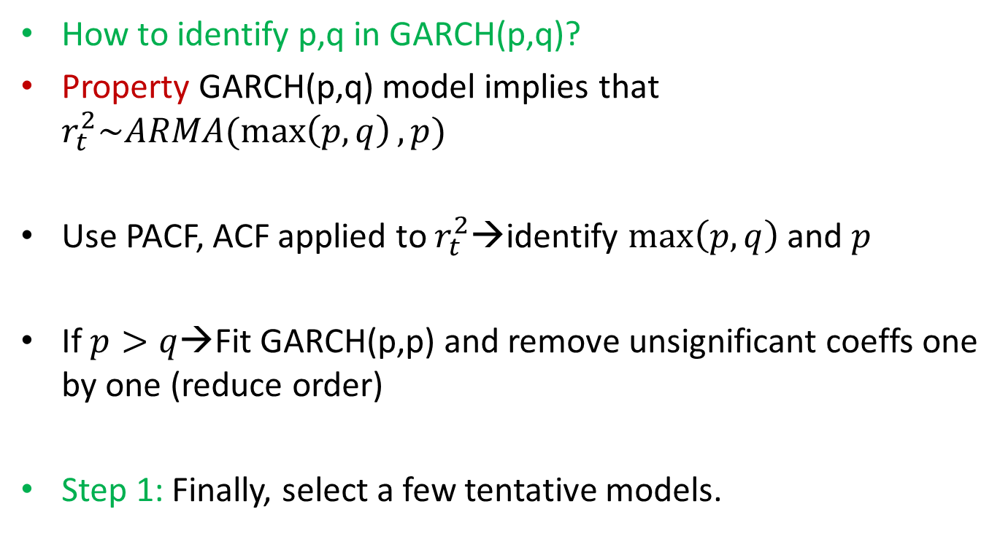 • How to identify p,q in GARCH(p,q)?
• Property GARCH(p,q) model implies that
r_t^2~ARMA(max(p,q),p)
• Use PACF, ACF applied to r_t^2→identify max(p,q) and p
• If p > q→Fit GARCH(p,p) and remove unsignificant coeffs one
by one (reduce order)
• Step 1: Finally, select a few tentative models.